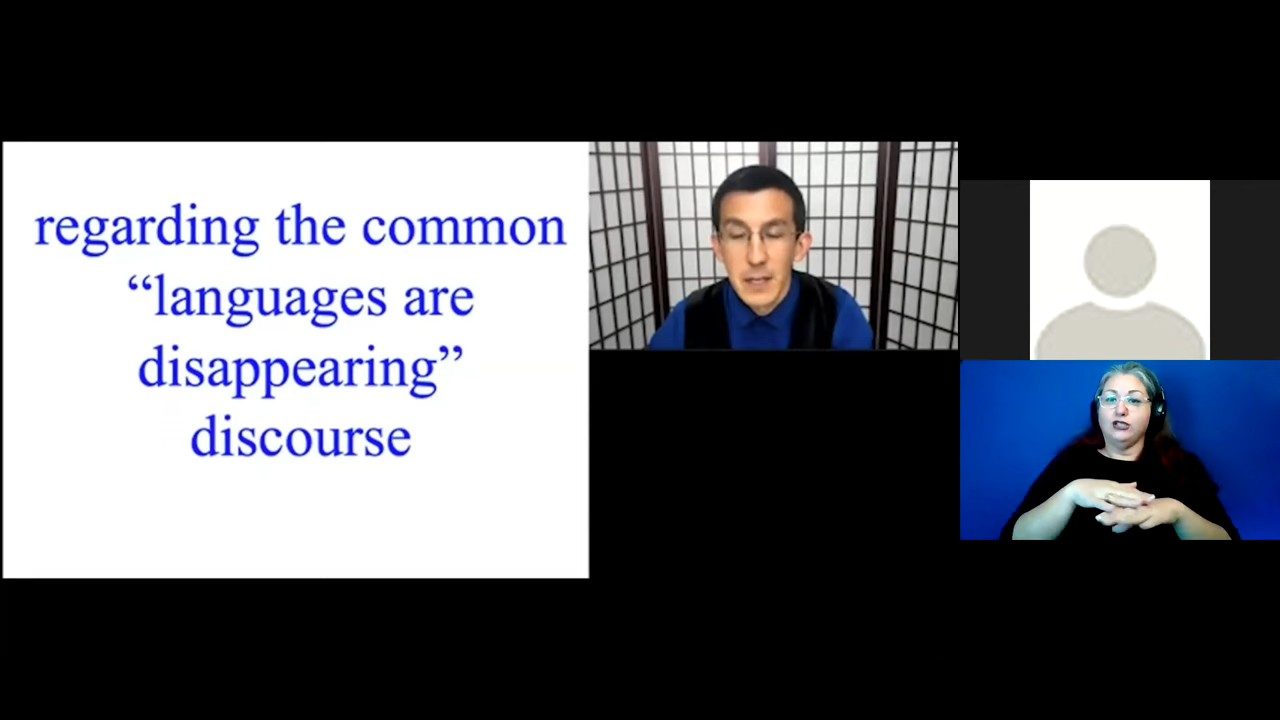 regarding the common
“languages are
disappearing”
discourse